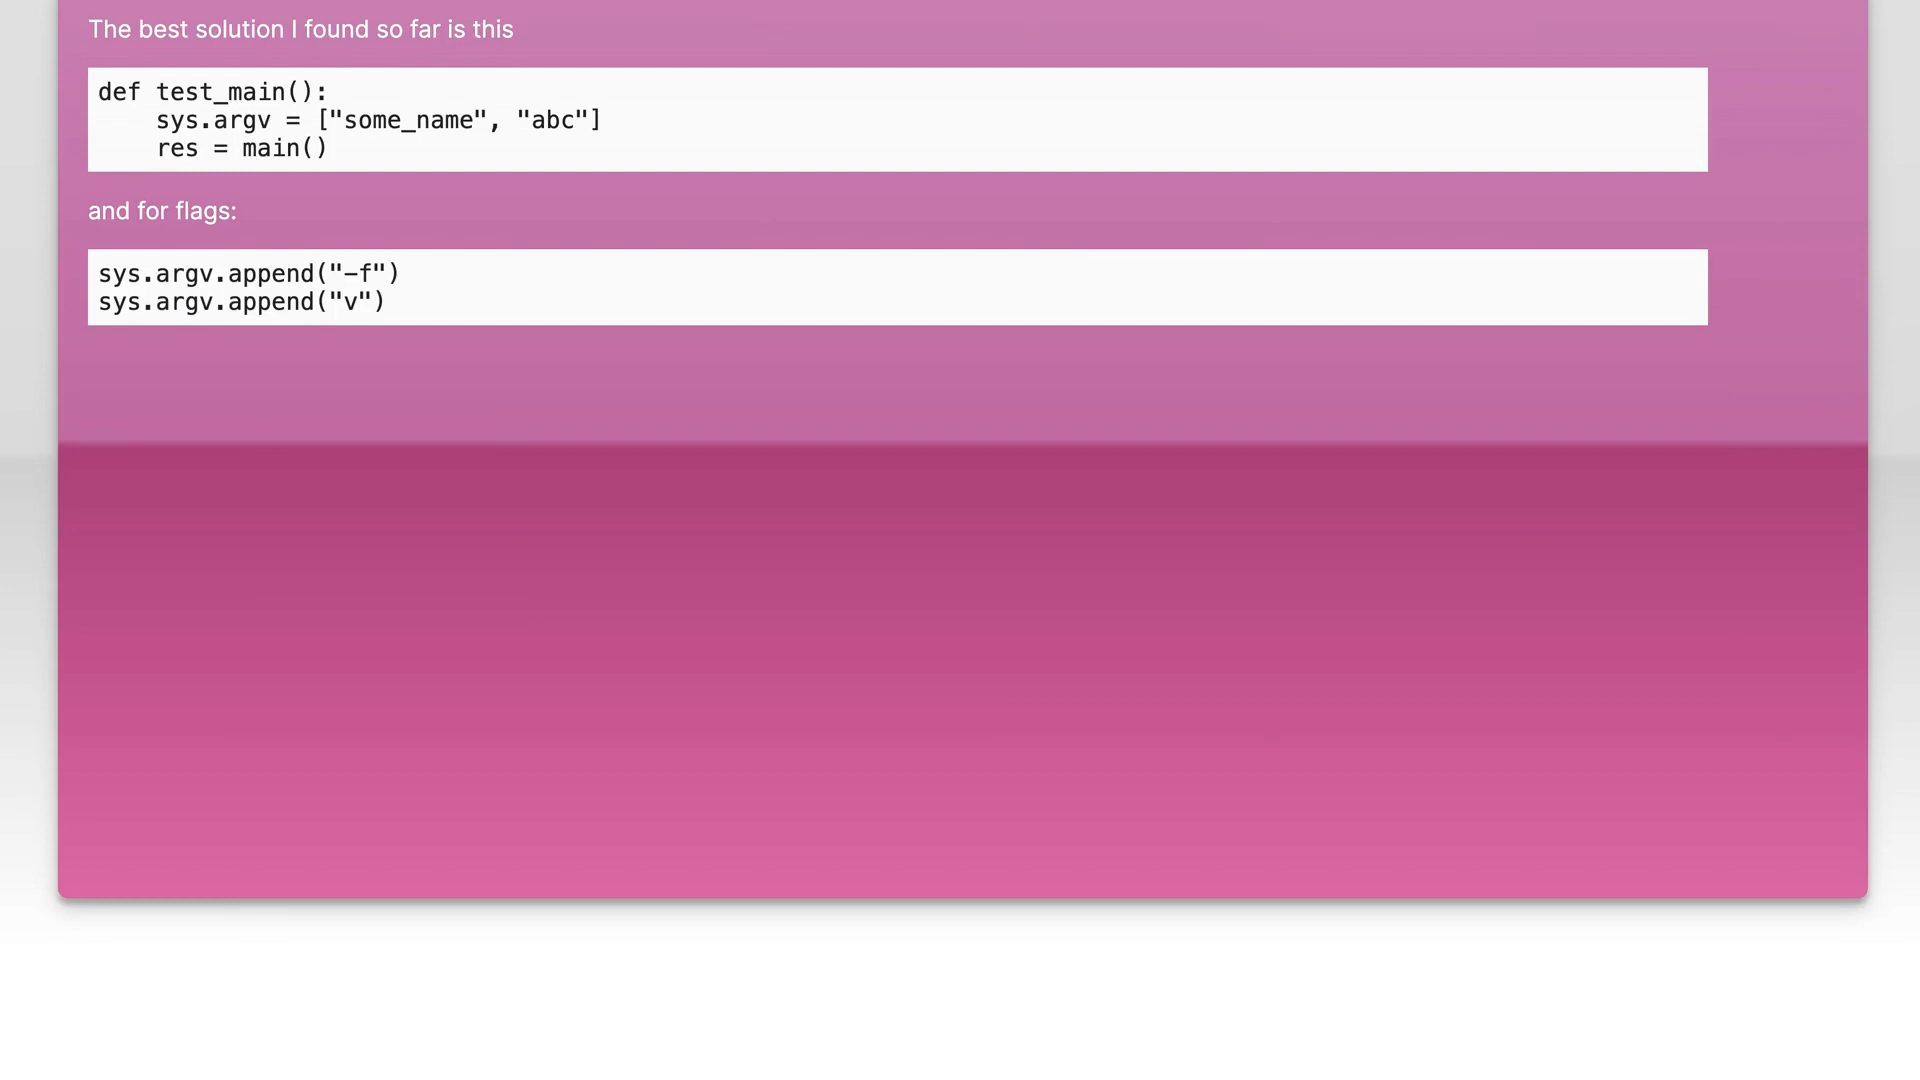 The best solution I found so far is this
def test_main():
    sys.argv = ["some_name", "abc"]
    res = main()
and for flags:
sys.argv.append("-f")
sys.argv.append("v")